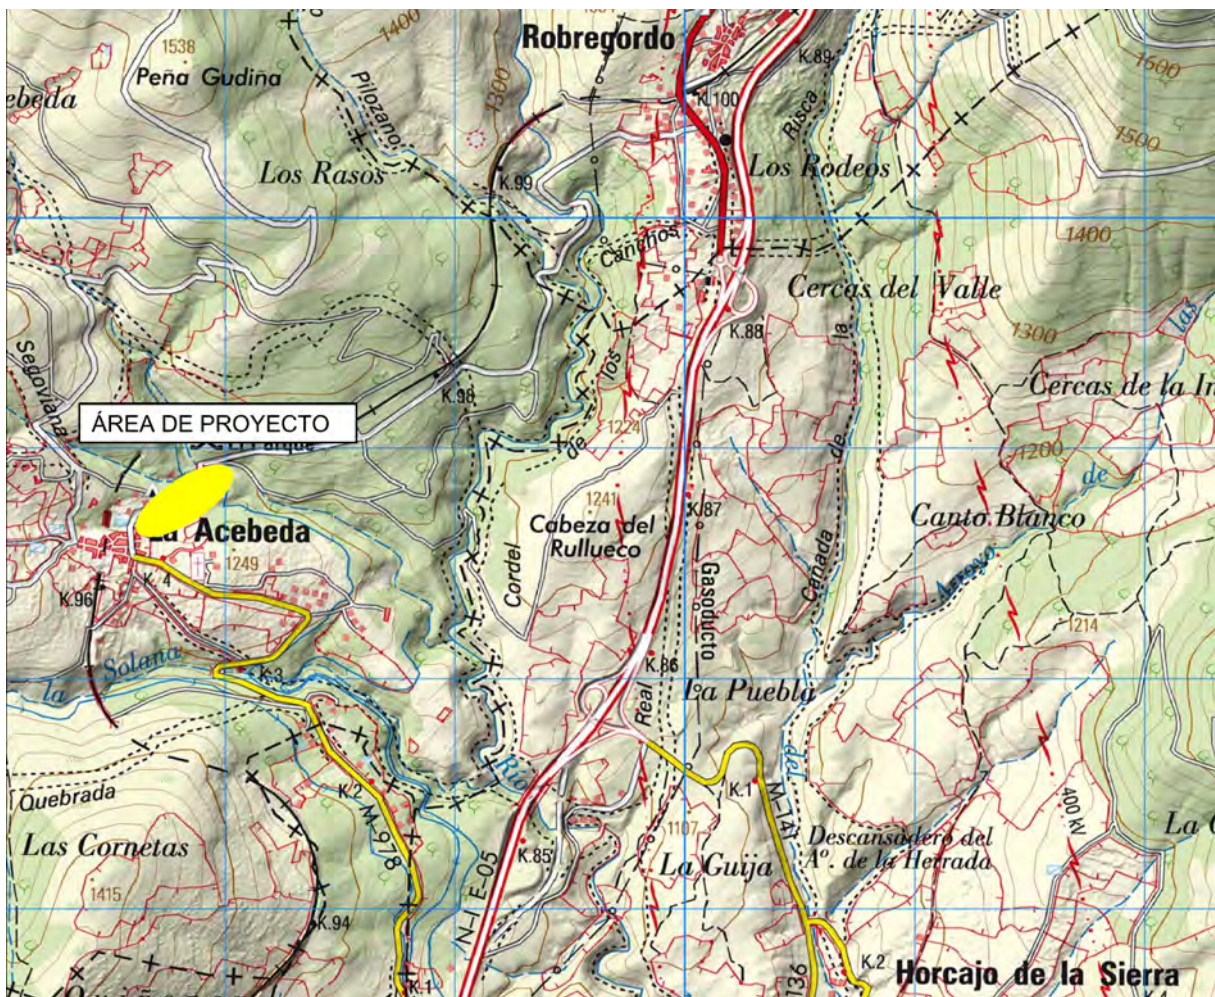 Robregordo
1400
1538
Peña Gudiña
ebeda
Pilozano
1300
K.89
1500
K.100
Risca
1500
Los Rasos
K.99
Los Rodeos
1400
Canchos
Cercas del Valle
las
K.88
1300
la
Segoviana
los
K.98
Cercas de la In
ÁREA DE PROYECTO
1224
de
de
1200
de
1241
K.87
Canto Blanco
La Acebeda
Cabeza del
Rullueco
Cordel
Cañada
Arroyo
1249
K.4
Gasoducto
K.96
1214
Solana
la
K.3
K.86
Real
La Puebla
Río
del
Quebrada
K.2
K.1
M-141
400 kV
Las Cornetas
M-978
1107
Descansadero del
Aº. de la Herrada
K.85
La Guija
1415
N-I E-05
K.94
K.2
Horcajo de la Sierra
136
K.1